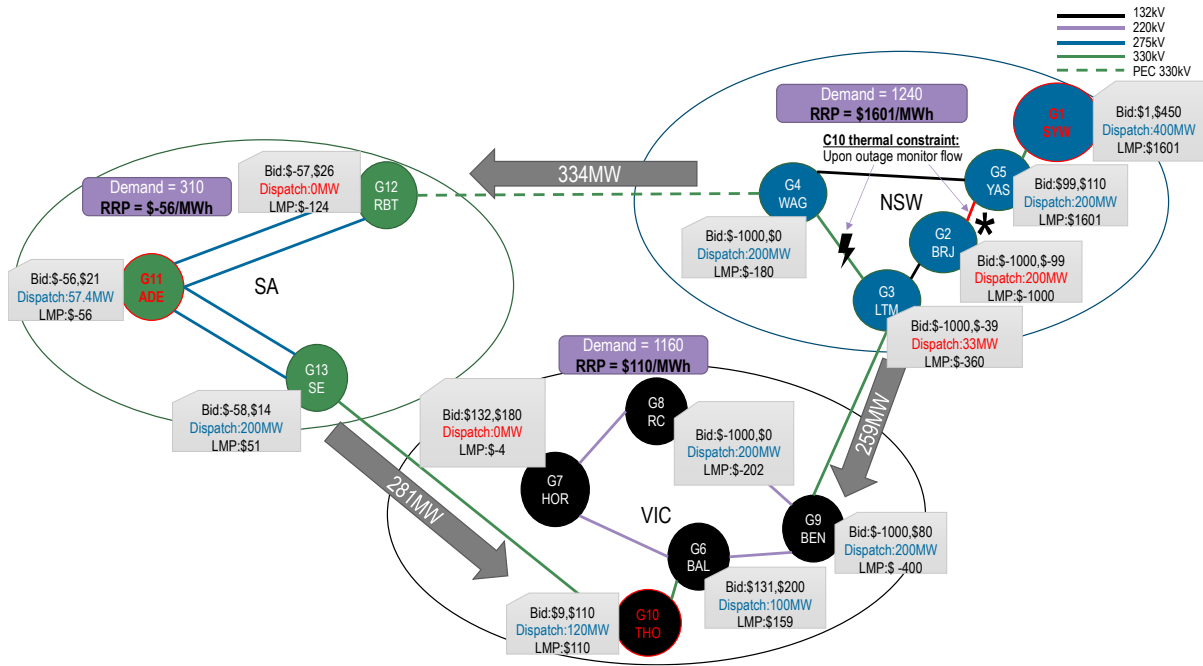 132kV
220kV
275kV
330kV
PEC 330kV
Demand = 1240
RRP = $1601/MWh
G1
SYW
Bid:$1,$450
Dispatch:400MW
LMP:$1601
C10 thermal constraint:
Upon outage monitor flow
334MW
G12
RBT
Bid:$-57,$26
Dispatch:0MW
LMP:$-124
Demand = 310
RRP = $-56/MWh
G4
WAG
NSW
G5
YAS
Bid:$99,$110
Dispatch:200MW
LMP:$1601
Bid:$-1000,$0
Dispatch:200MW
LMP:$-180
G2
BRJ
*
Bid:$-1000,$-99
Dispatch:200MW
LMP:$-1000
Bid:$-56,$21
Dispatch:57.4MW
LMP:$-56
G11
ADE
SA
G3
LTM
Bid:$-1000,$-39
Dispatch:33MW
LMP:$-360
Demand = 1160
RRP = $110/MWh
G13
SE
Bid:$-58,$14
Dispatch:200MW
LMP:$51
Bid:$132,$180
Dispatch:0MW
LMP:$-4
G8
RC
Bid:$-1000,$0
Dispatch:200MW
LMP:$-202
259MW
281MW
G7
HOR
VIC
G9
BEN
Bid:$-1000,$80
Dispatch:200MW
LMP:$ -400
G6
BAL
Bid:$131,$200
Dispatch:100MW
LMP:$159
Bid:$9,$110
Dispatch:120MW
LMP:$110
G10
THO